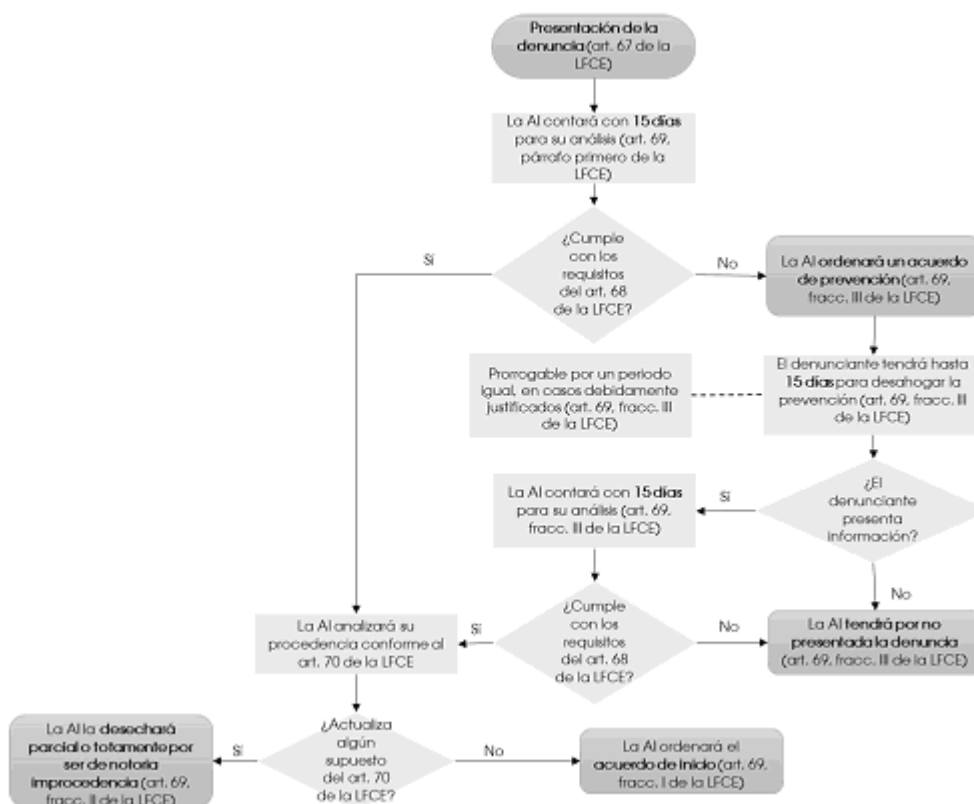 Presentación de la
denuncia (art. 67 de la
LFCE)
La AI contará con 15 días
para su análisis (art. 69,
párrafo primero de la
LFCE)
¿Cumple
con los
requisitos
del art. 68
de la LFCE?
Sí
No
La AI ordenará un acuerdo
de prevención (art. 69,
fracc. III de la LFCE)
El denunciante tendrá hasta
15 días para desahogar la
prevención (art. 69, fracc. III
de la LFCE)
Prorrogable por un periodo
igual, en casos debidamente
justificados (art. 69, fracc. III
de la LFCE)
¿El
denunciante
presenta
información?
Sí
No
La AI contará con 15 días
para su análisis (art. 69,
fracc. III de la LFCE)
¿Cumple
con los
requisitos
del art. 68
de la LFCE?
Sí
No
La AI tendrá por no
presentada la denuncia
(art. 69, fracc. III de la LFCE)
La AI analizará su
procedencia conforme al
art. 70 de la LFCE
¿Actualiza
algún
supuesto
del art. 70
de la LFCE?
Sí
No
La AI la desechará
parcial o totamente por
ser de notoria
improcedencia (art. 69,
fracc. II de la LFCE)
La AI ordenará el
acuerdo de inicio (art. 69,
fracc. I de la LFCE)